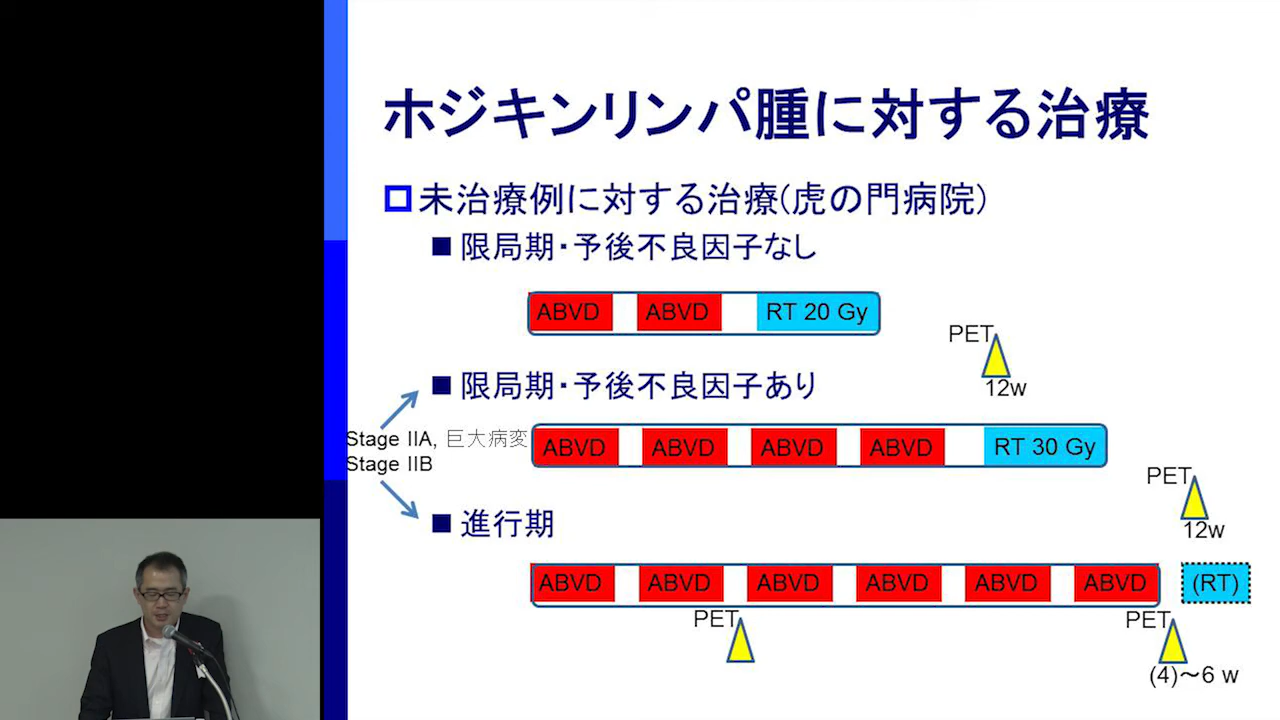 ホジキンリンパ腫に対する治療
未治療例に対する治療(虎の門病院)
限局期・予後不良因子なし
ABVD ABVD RT 20 Gy
PET
12w
限局期・予後不良因子あり
Stage IIA, 巨大病変
Stage IIB
ABVD ABVD ABVD ABVD RT 30 Gy
PET
12w
進行期
ABVD ABVD ABVD ABVD ABVD ABVD (RT)
PET PET
(4)~6 w